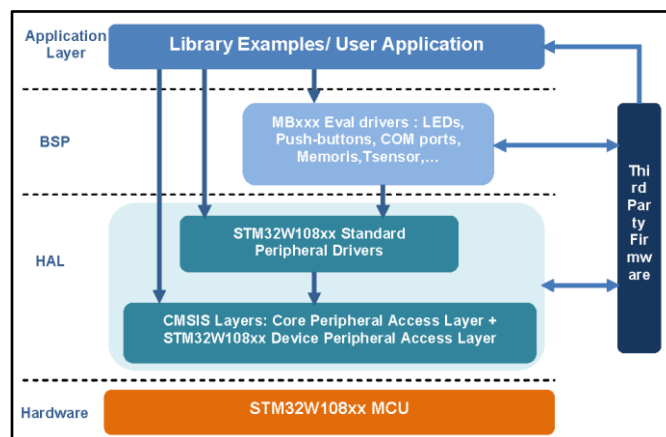 Application
Layer
Library Examples/ User Application
BSP
MBxxx Eval drivers : LEDs,
Push-buttons, COM ports,
Memoris,Tsensor,...
Thi
rd
Par
ty
Fir
mw
are
HAL
STM32W108xx Standard
Peripheral Drivers
CMSIS Layers: Core Peripheral Access Layer +
STM32W108xx Device Peripheral Access Layer
Hardware
STM32W108xx MCU